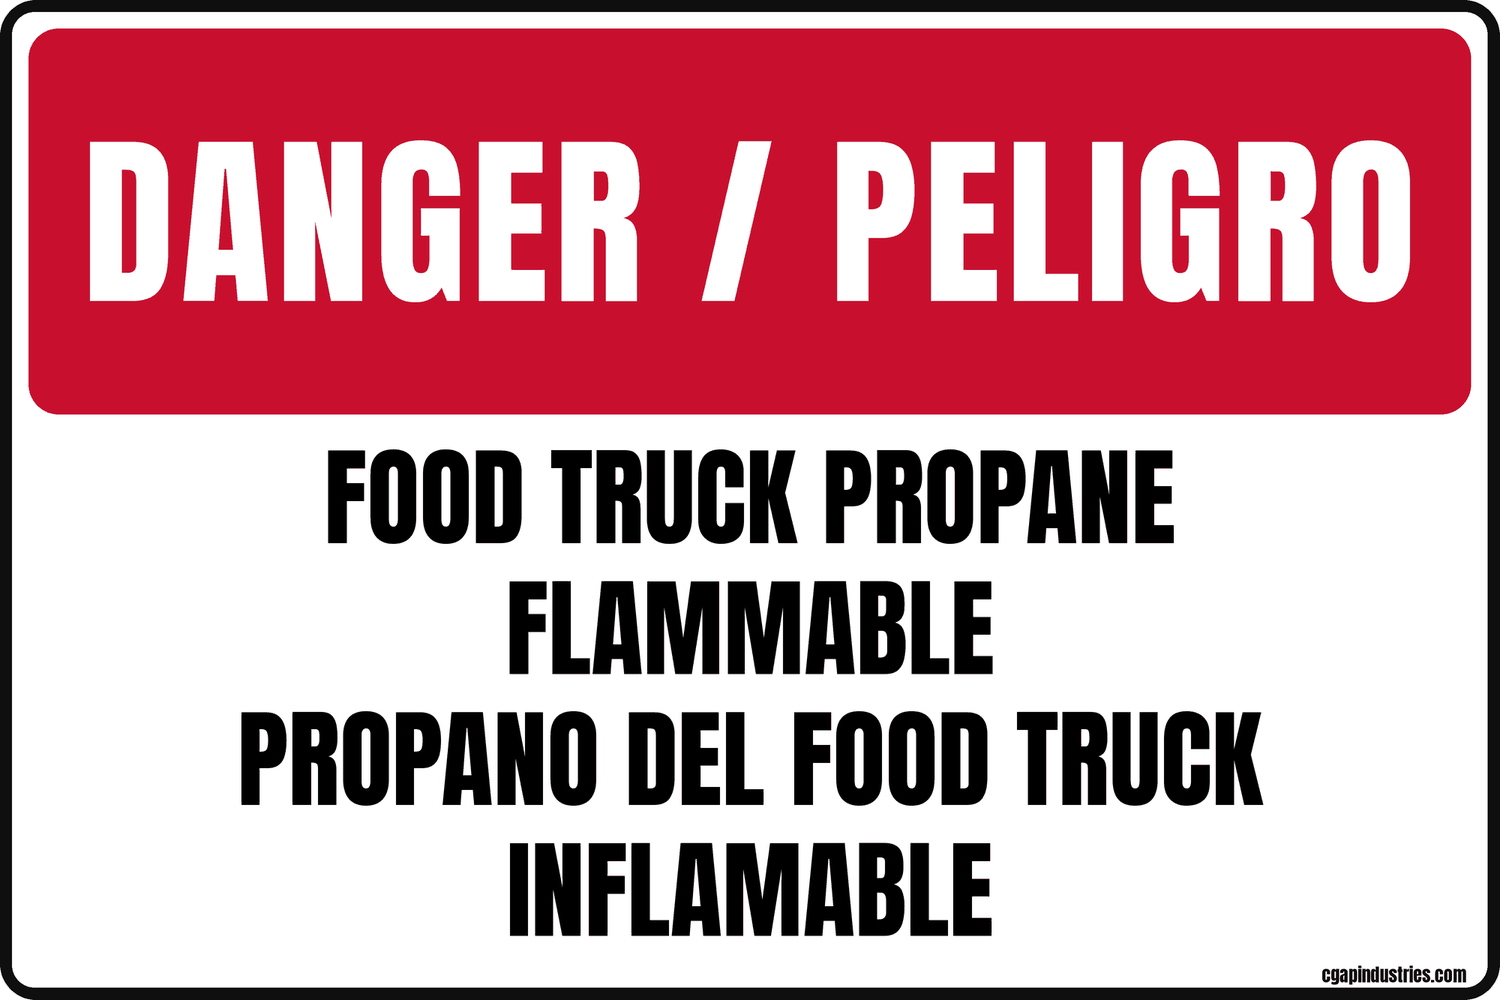 DANGER / PELIGRO
FOOD TRUCK PROPANE
FLAMMABLE
PROPANO DEL FOOD TRUCK
INFLAMABLE
cgapindustries.com